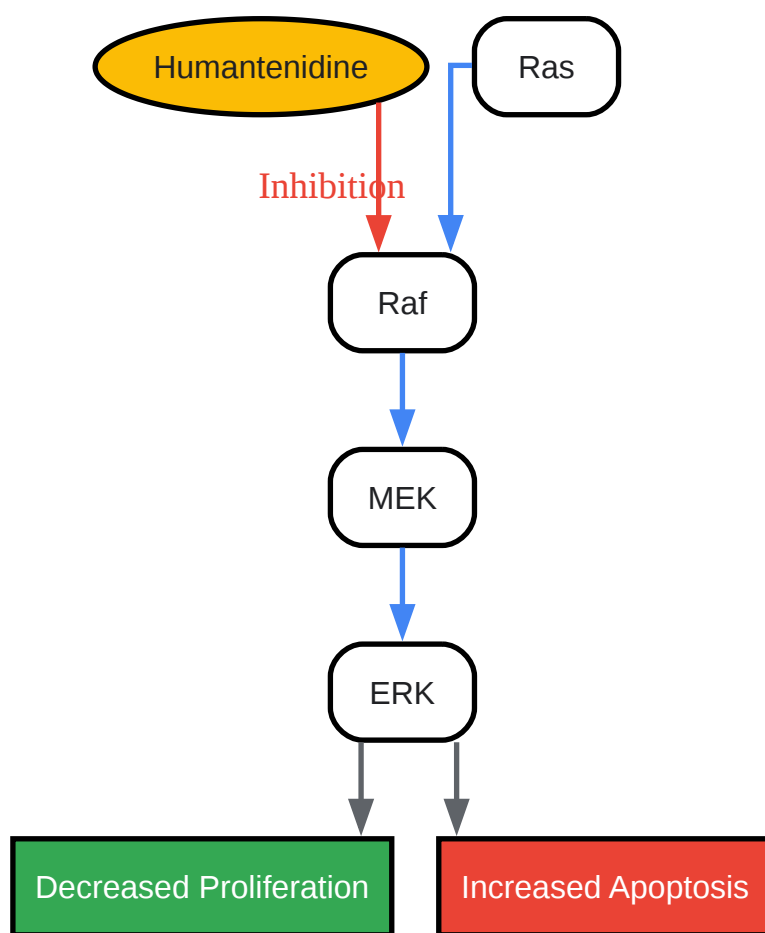 Humantenidine
Ras
Inhibition
Raf
MEK
ERK
Decreased Proliferation
Increased Apoptosis